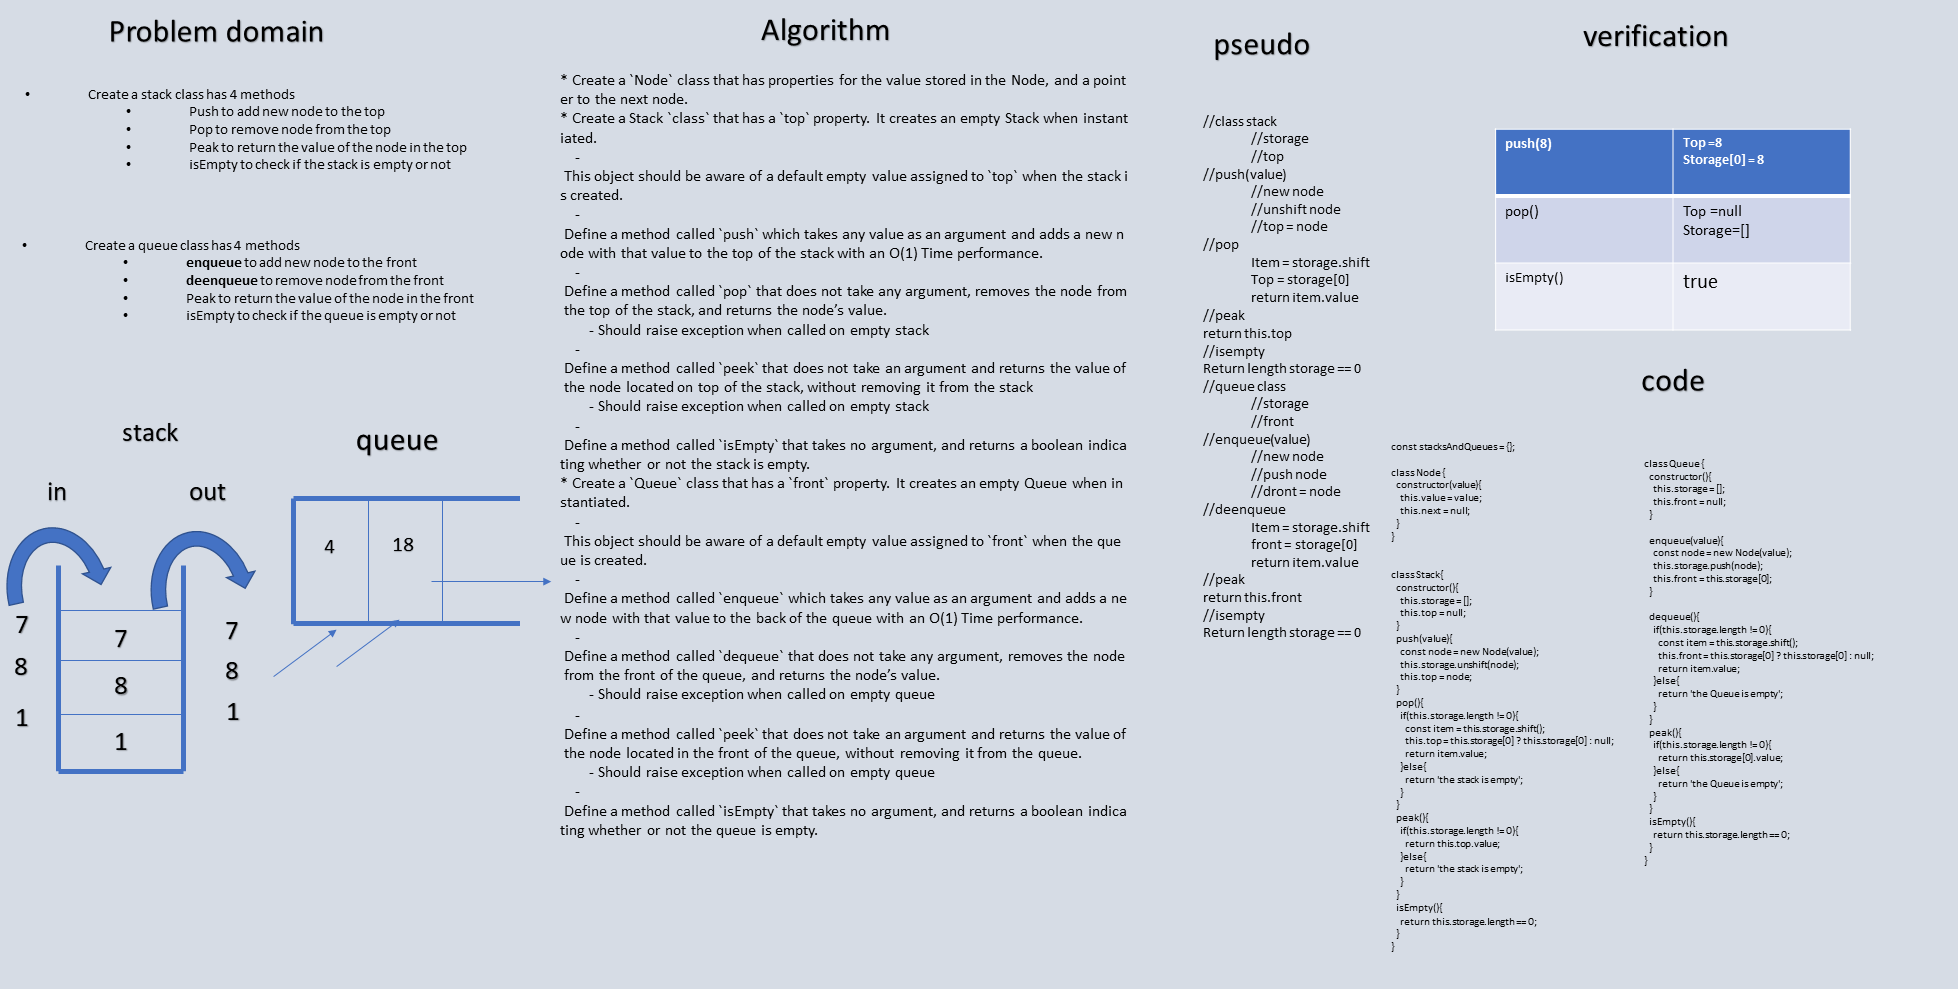 Problem domain
• Create a stack class has 4 methods
• Push to add new node to the top
• Pop to remove node from the top
• Peak to return the value of the node in the top
• isEmpty to check if the stack is empty or not
• Create a queue class has 4 methods
• enqueue to add new node to the front
• deenqueue to remove node from the front
• Peak to return the value of the node in the front
• isEmpty to check if the queue is empty or not
stack
in
out
7
8
1
7
8
1
7
8
1
queue
4
18
Algorithm
* Create a `Node` class that has properties for the value stored in the Node, and a point
er to the next node.
* Create a Stack `class` that has a `top` property. It creates an empty Stack when instant
iated.
-
This object should be aware of a default empty value assigned to `top` when the stack i
s created.
-
Define a method called `push` which takes any value as an argument and adds a new n
ode with that value to the top of the stack with an O(1) Time performance.
-
Define a method called `pop` that does not take any argument, removes the node from
the top of the stack, and returns the node’s value.
- Should raise exception when called on empty stack
-
Define a method called `peek` that does not take an argument and returns the value of
the node located on top of the stack, without removing it from the stack
- Should raise exception when called on empty stack
-
Define a method called `isEmpty` that takes no argument, and returns a boolean indica
ting whether or not the stack is empty.
* Create a `Queue` class that has a `front` property. It creates an empty Queue when in
stantiated.
-
This object should be aware of a default empty value assigned to `front` when the que
ue is created.
-
Define a method called `enqueue` which takes any value as an argument and adds a ne
w node with that value to the back of the queue with an O(1) Time performance.
-
Define a method called `dequeue` that does not take any argument, removes the node
from the front of the queue, and returns the node’s value.
- Should raise exception when called on empty queue
-
Define a method called `peek` that does not take an argument and returns the value of
the node located in the front of the queue, without removing it from the queue.
- Should raise exception when called on empty queue
-
Define a method called `isEmpty` that takes no argument, and returns a boolean indica
ting whether or not the queue is empty.
pseudo
//class stack
//storage
//top
//push(value)
//new node
//unshift node
//top = node
//pop
Item = storage.shift
Top = storage[0]
return item.value
//peak
return this.top
//isempty
Return length storage == 0
//queue class
//storage
//front
//enqueue(value)
//new node
//push node
//dront = node
//deenqueue
Item = storage.shift
front = storage[0]
return item.value
//peak
return this.front
//isempty
Return length storage == 0
verification
push(8)
Top =8
Storage[0] = 8
pop()
Top =null
Storage=[]
isEmpty()
true
code
const stacksAndQueues = {};
class Node {
constructor(value){
this.value = value;
this.next = null;
}
}
class Stack{
constructor(){
this.storage = [];
this.top = null;
}
push(value){
const node = new Node(value);
this.storage.unshift(node);
this.top = node;
}
pop(){
if(this.storage.length != 0){
const item = this.storage.shift();
this.top = this.storage[0] ? this.storage[0] : null;
return item.value;
}else{
return 'the stack is empty';
}
}
peak(){
if(this.storage.length != 0){
return this.top.value;
}else{
return 'the stack is empty';
}
}
isEmpty(){
return this.storage.length == 0;
}
}
class Queue {
constructor(){
this.storage = [];
this.front = null;
}
enqueue(value){
const node = new Node(value);
this.storage.push(node);
this.front = this.storage[0];
}
dequeue(){
if(this.storage.length != 0){
const item = this.storage.shift();
this.front = this.storage[0] ? this.storage[0] : null;
return item.value;
}else{
return 'the Queue is empty';
}
}
peak(){
if(this.storage.length != 0){
return this.storage[0].value;
}else{
return 'the Queue is empty';
}
}
isEmpty(){
return this.storage.length == 0;
}
}